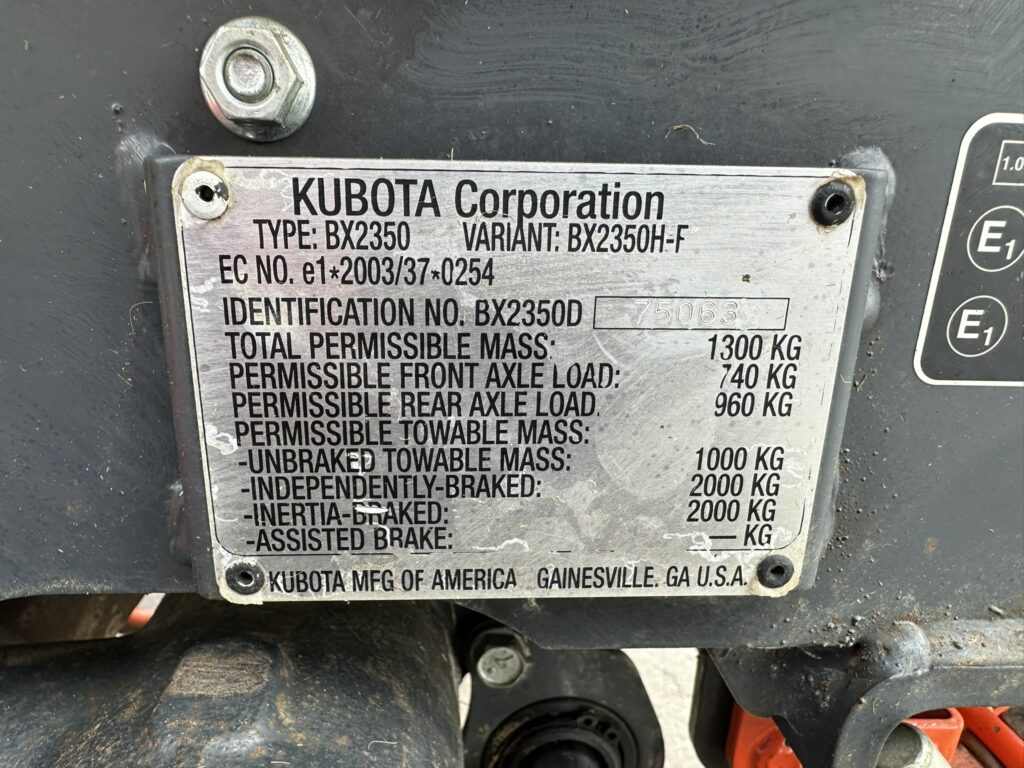 KUBOTA Corporation
TYPE: BX2350 VARIANT: BX2350H-F
EC NO. e1*2003/37*0254
IDENTIFICATION NO. BX2350D 75063
TOTAL PERMISSIBLE MASS: 1300 KG
PERMISSIBLE FRONT AXLE LOAD: 740 KG
PERMISSIBLE REAR AXLE LOAD. 960 KG
PERMISSIBLE TOWABLE MASS:
-UNBRAKED TOWABLE MASS: 1000 KG
-INDEPENDENTLY-BRAKED: 2000 KG
-INERTIA-BRAKED: 2000 KG
-ASSISTED BRAKE: — KG
KUBOTA MFG OF AMERICA GAINESVILLE. GA U.S.A.
E1
E1